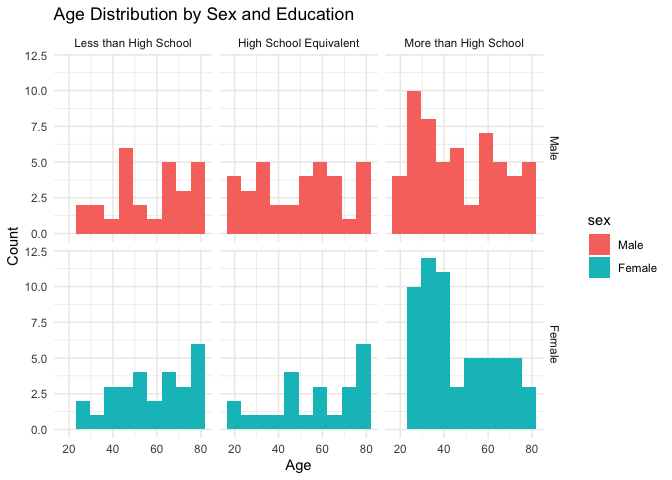 Age Distribution by Sex and Education
Less than High School
High School Equivalent
More than High School
12.5
10.0
7.5
5.0
2.5
0.0
Male
12.5
10.0
7.5
5.0
2.5
0.0
Female
Count
20 40 60 80
20 40 60 80
20 40 60 80
Age
sex
Male
Female